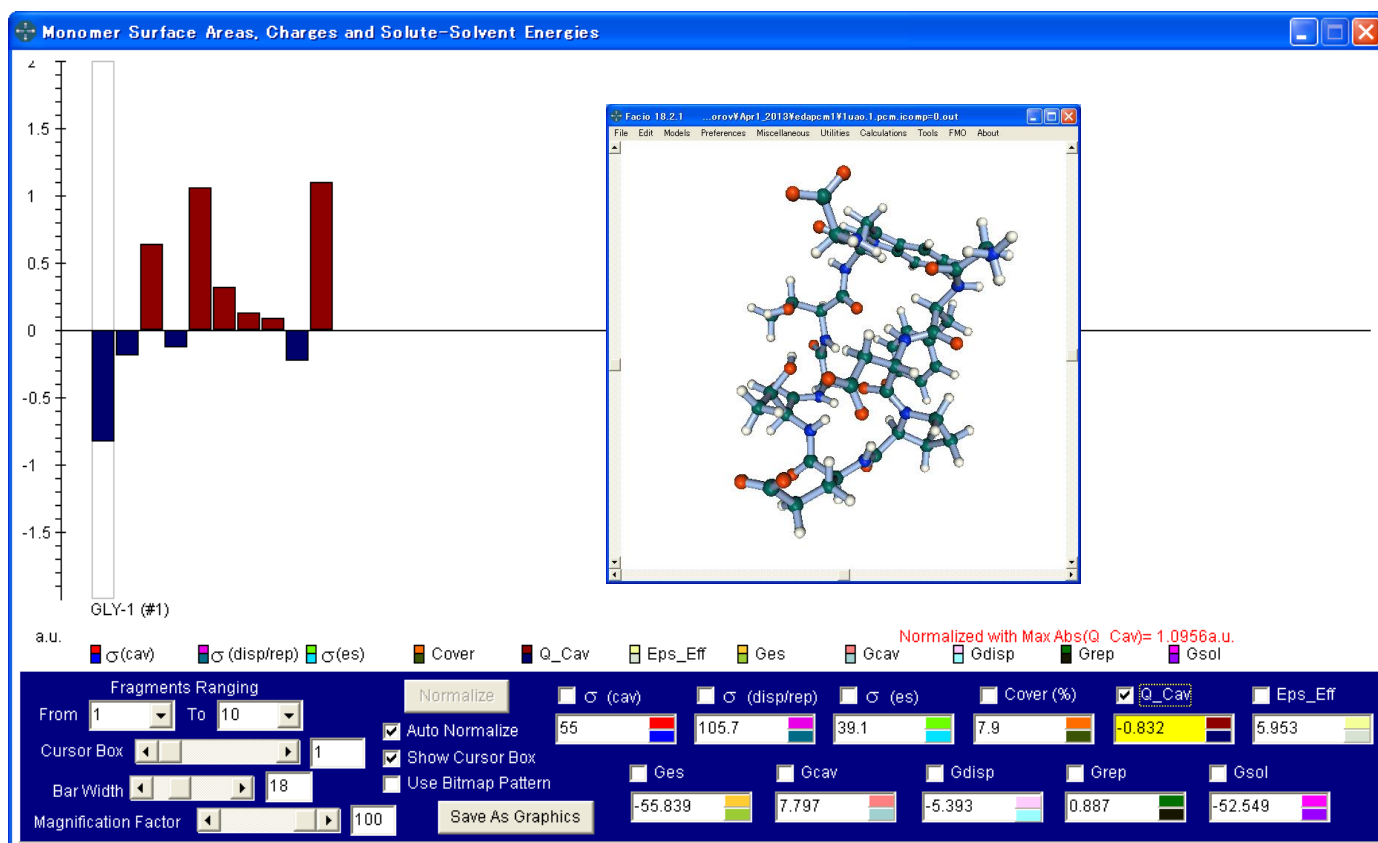 Monomer Surface Areas, Charges and Solute-Solvent Energies
2
1.5
1
0.5
0
-0.5
-1
-1.5
GLY-1 (#1)
Facio 18.2.1 ...orov¥Apr1_2013¥edapcm1¥1uao.1.pcm.icomp=0.out
File Edit Models Preferences Miscellaneous Utilities Calculations Tools FMO About
a.u.
Normalized with Max Abs(Q_Cav)= 1.0956a.u.
σ(cav) σ (disp/rep) σ(es) Cover Q_Cav Eps_Eff Ges Gcav Gdisp Grep Gsol
Fragments Ranging
From 1 To 10
Cursor Box 1
Bar Width 18
Magnification Factor 100
Normalize
Auto Normalize
Show Cursor Box
Use Bitmap Pattern
Save As Graphics
σ (cav) σ (disp/rep) σ (es) Cover (%) Q_Cav Eps_Eff
55 105.7 39.1 7.9 -0.832 5.953
Ges Gcav Gdisp Grep Gsol
-55.839 7.797 -5.393 0.887 -52.549